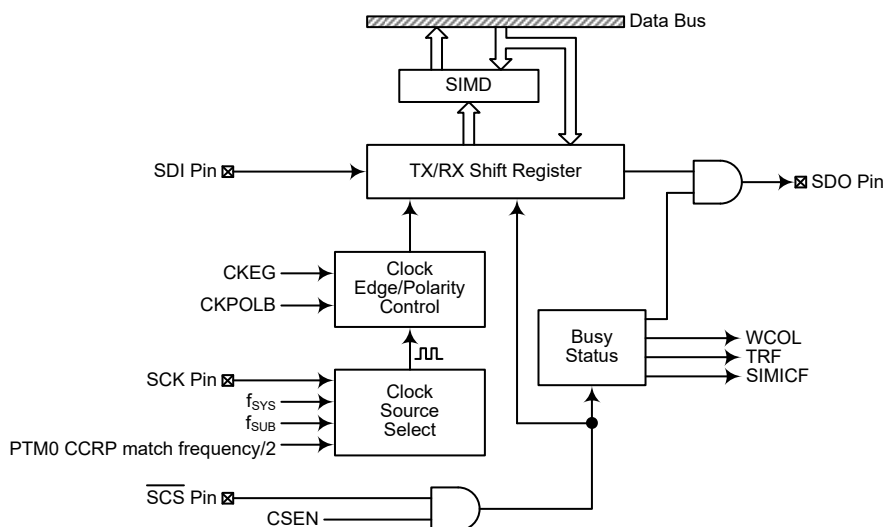 Data Bus
SIMD
SDI Pin
TX/RX Shift Register
SDO Pin
CKEG
CKPOLB
Clock
Edge/Polarity
Control
Busy
Status
WCOL
TRF
SIMICF
SCK Pin
fSYS
fSUB
PTM0 CCRP match frequency/2
Clock
Source
Select
SCS Pin
CSEN